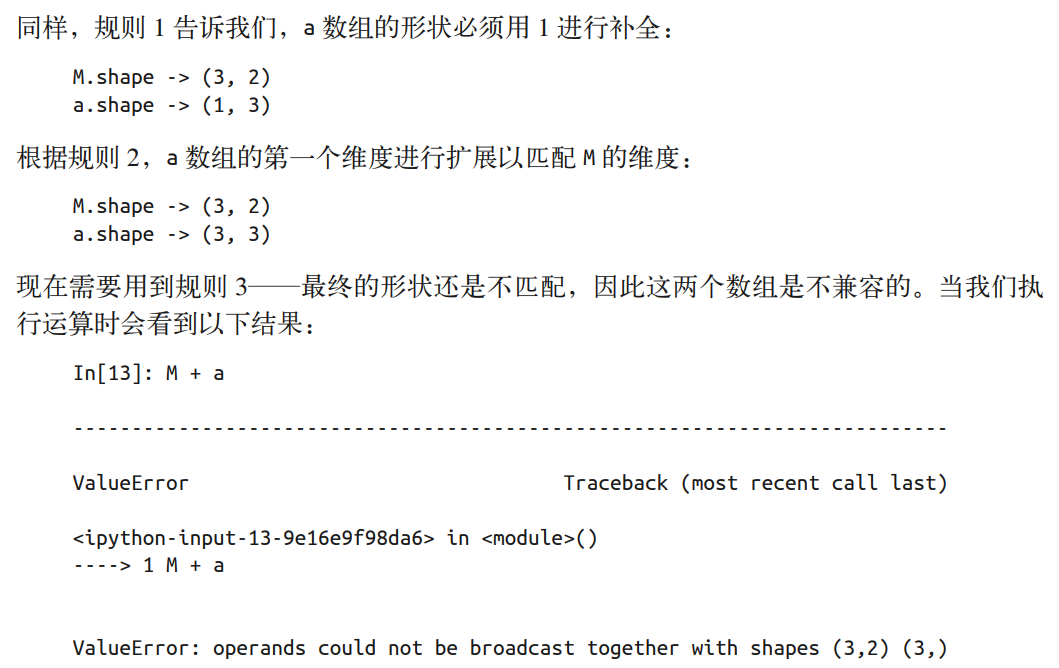 同样，规则 1 告诉我们，a 数组的形状必须用 1 进行补全：
M.shape -> (3, 2)
a.shape -> (1, 3)
根据规则 2，a 数组的第一个维度进行扩展以匹配 M 的维度：
M.shape -> (3, 2)
a.shape -> (3, 3)
现在需要用到规则 3——最终的形状还是不匹配，因此这两个数组是不兼容的。当我们执
行运算时会看到以下结果：
In[13]: M + a
---------------------------------------------------------------------------
ValueError                                Traceback (most recent call last)
<ipython-input-13-9e16e9f98da6> in <module>()
----> 1 M + a
ValueError: operands could not be broadcast together with shapes (3,2) (3,)